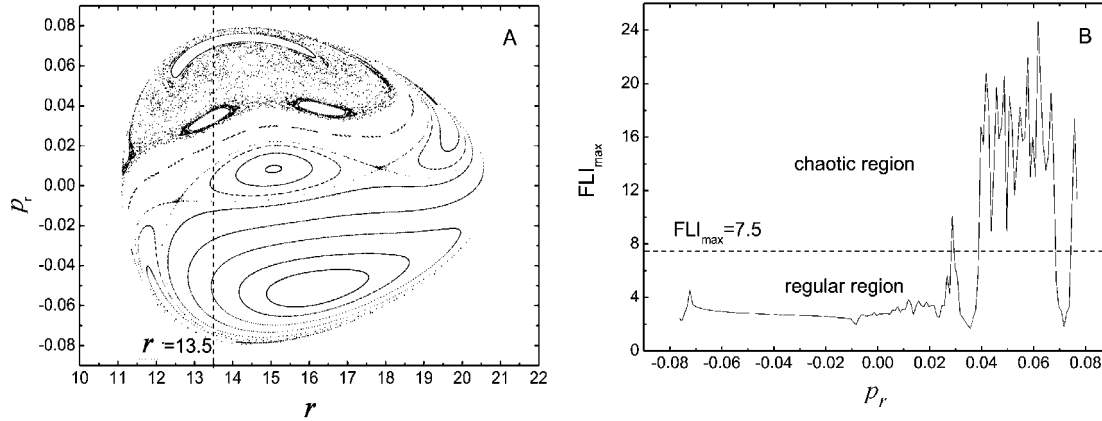 A
0.08
0.06
0.04
0.02
0.00
-0.02
-0.04
-0.06
-0.08
p_r
r =13.5
10 11 12 13 14 15 16 17 18 19 20 21 22
r
B
24
20
16
12
8
4
0
FLI_max
chaotic region
FLI_max=7.5
regular region
-0.08 -0.06 -0.04 -0.02 0.00 0.02 0.04 0.06 0.08
p_r